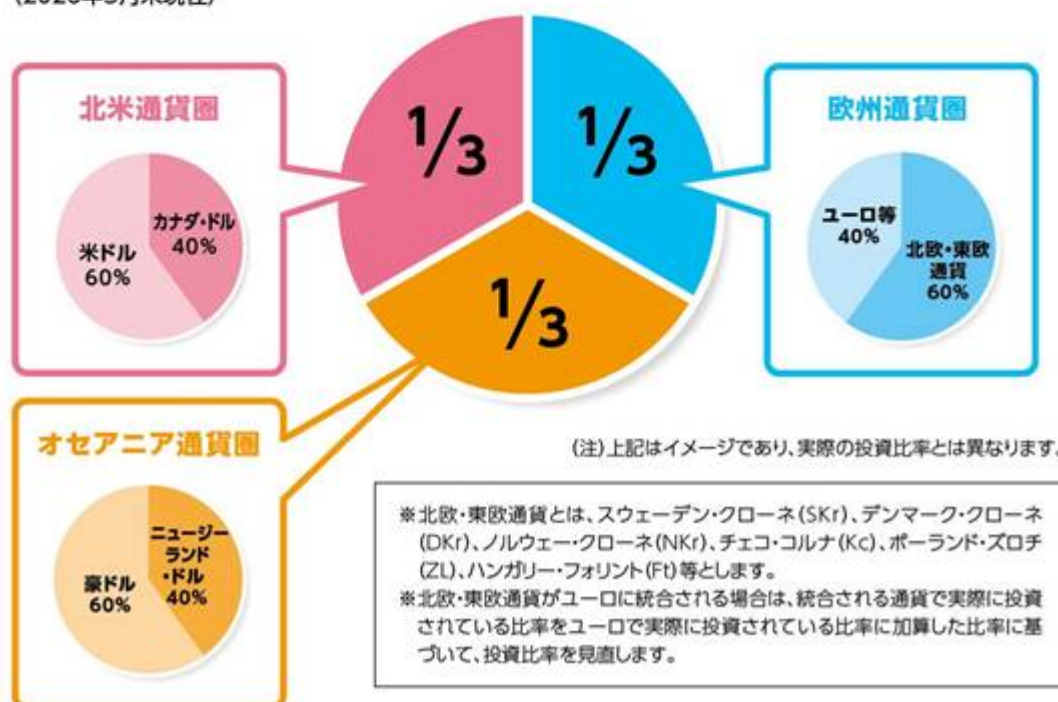 北米通貨圏
カナダ・ドル
40%
米ドル
60%
1/3
1/3
1/3
欧州通貨圏
ユーロ等
40%
北欧・東欧
通貨
60%
オセアニア通貨圏
ニュージー
ランド
・ドル
40%
豪ドル
60%
(注)上記はイメージであり、実際の投資比率とは異なります。
※北欧・東欧通貨とは、スウェーデン・クローネ(SKr)、デンマーク・クローネ
(DKr)、ノルウェー・クローネ(NKr)、チェコ・コルナ(Kc)、ポーランド・ズロチ
(ZL)、ハンガリー・フォリント(Ft)等とします。
※北欧・東欧通貨がユーロに統合される場合は、統合される通貨で実際に投資
されている比率をユーロで実際に投資されている比率に加算した比率に基
づいて、投資比率を見直します。